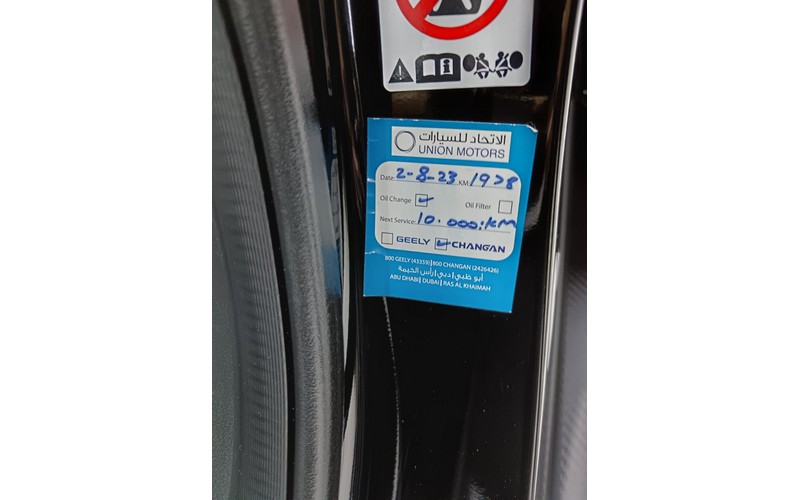 الاتحاد للسيارات
UNION MOTORS
Date: 2-8-23 KM: 1928
Oil Change Oil Filter
Next Service: 10.000:KM
GEELY CHANGAN
800 GEELY (43359) | 800 CHANGAN (2426426)
أبو ظبي | دبي | رأس الخيمة
ABU DHABI | DUBAI | RAS AL KHAIMAH